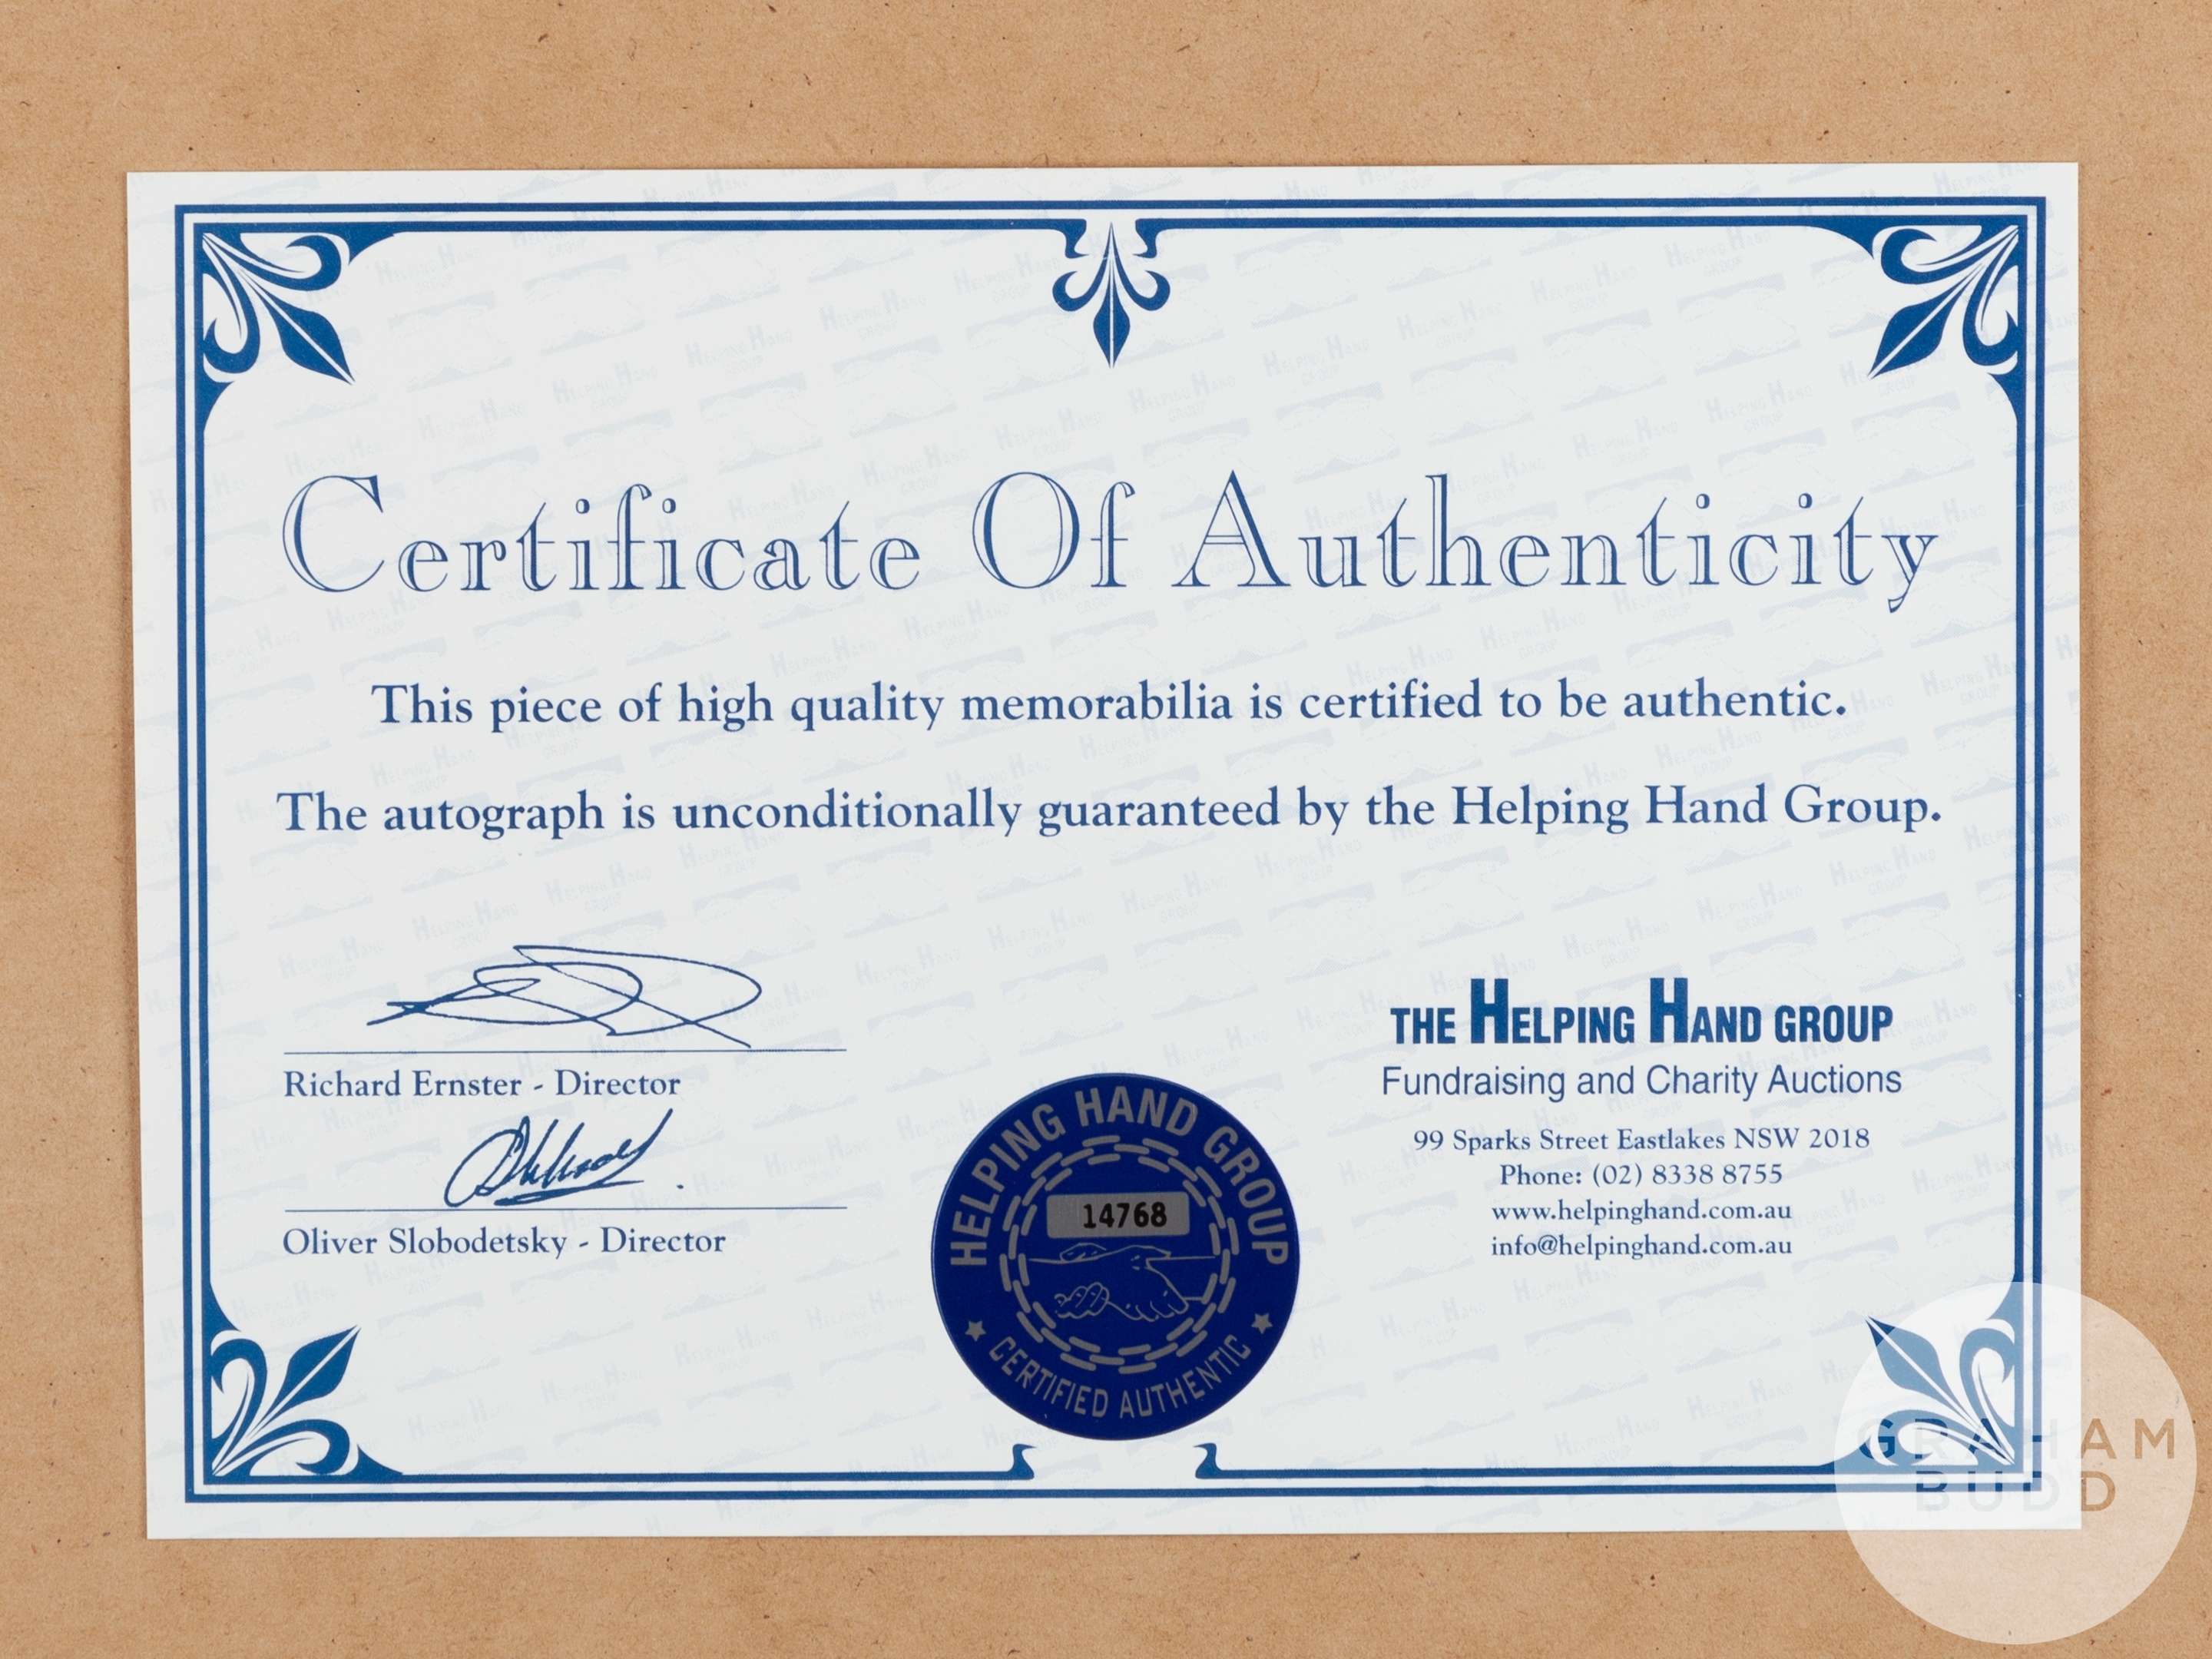 Certificate Of Authenticity
This piece of high quality memorabilia is certified to be authentic.
The autograph is unconditionally guaranteed by the Helping Hand Group.
Richard Ernster - Director
Oliver Slobodetsky - Director
HELPING HAND GROUP
14768
★ CERTIFIED AUTHENTIC ★
THE HELPING HAND GROUP
Fundraising and Charity Auctions
99 Sparks Street Eastlakes NSW 2018
Phone: (02) 8338 8755
www.helpinghand.com.au
info@helpinghand.com.au
GRAHAM
BUDD